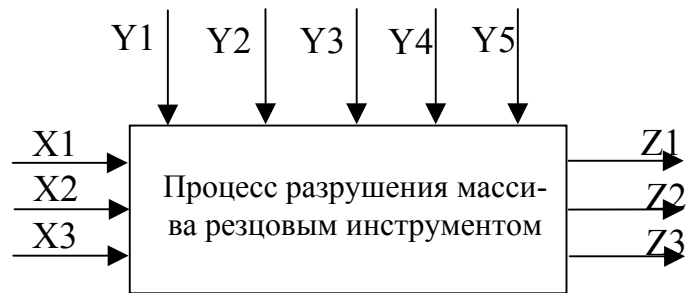 Y1 Y2 Y3 Y4 Y5
X1 Z1
X2 Z2
X3 Z3
Процесс разрушения масси-
ва резцовым инструментом